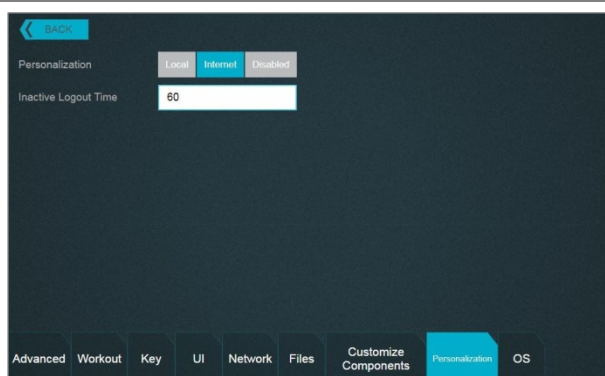 BACK
Personalization Local Internet Disabled
Inactive Logout Time 60
Advanced Workout Key UI Network Files Customize Components Personalization OS